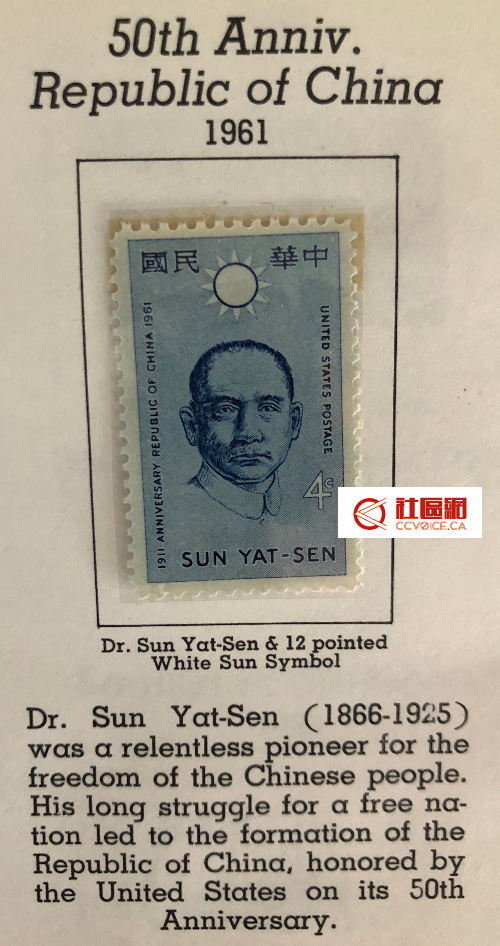 50th Anniv.
Republic of China
1961
國民 華中
1911 ANNIVERSARY REPUBLIC OF CHINA 1961
UNITED STATES POSTAGE
4c
SUN YAT-SEN
社區網
CCVOICE.CA
Dr. Sun Yat-Sen & 12 pointed
White Sun Symbol
Dr. Sun Yat-Sen (1866-1925)
was a relentless pioneer for the
freedom of the Chinese people.
His long struggle for a free na-
tion led to the formation of the
Republic of China, honored by
the United States on its 50th
Anniversary.